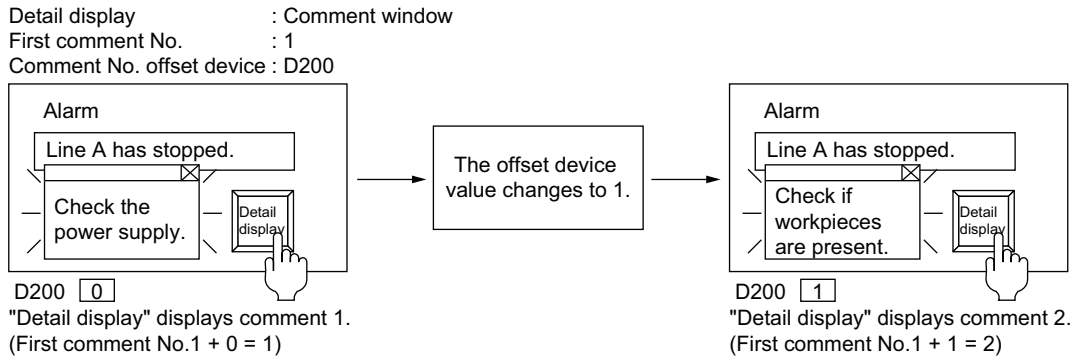 Detail display : Comment window
First comment No. : 1
Comment No. offset device : D200
Alarm
Line A has stopped.
Check the
power supply.
Detail
display
D200 0
"Detail display" displays comment 1.
(First comment No.1 + 0 = 1)
The offset device
value changes to 1.
Alarm
Line A has stopped.
Check if
workpieces
are present.
Detail
display
D200 1
"Detail display" displays comment 2.
(First comment No.1 + 1 = 2)